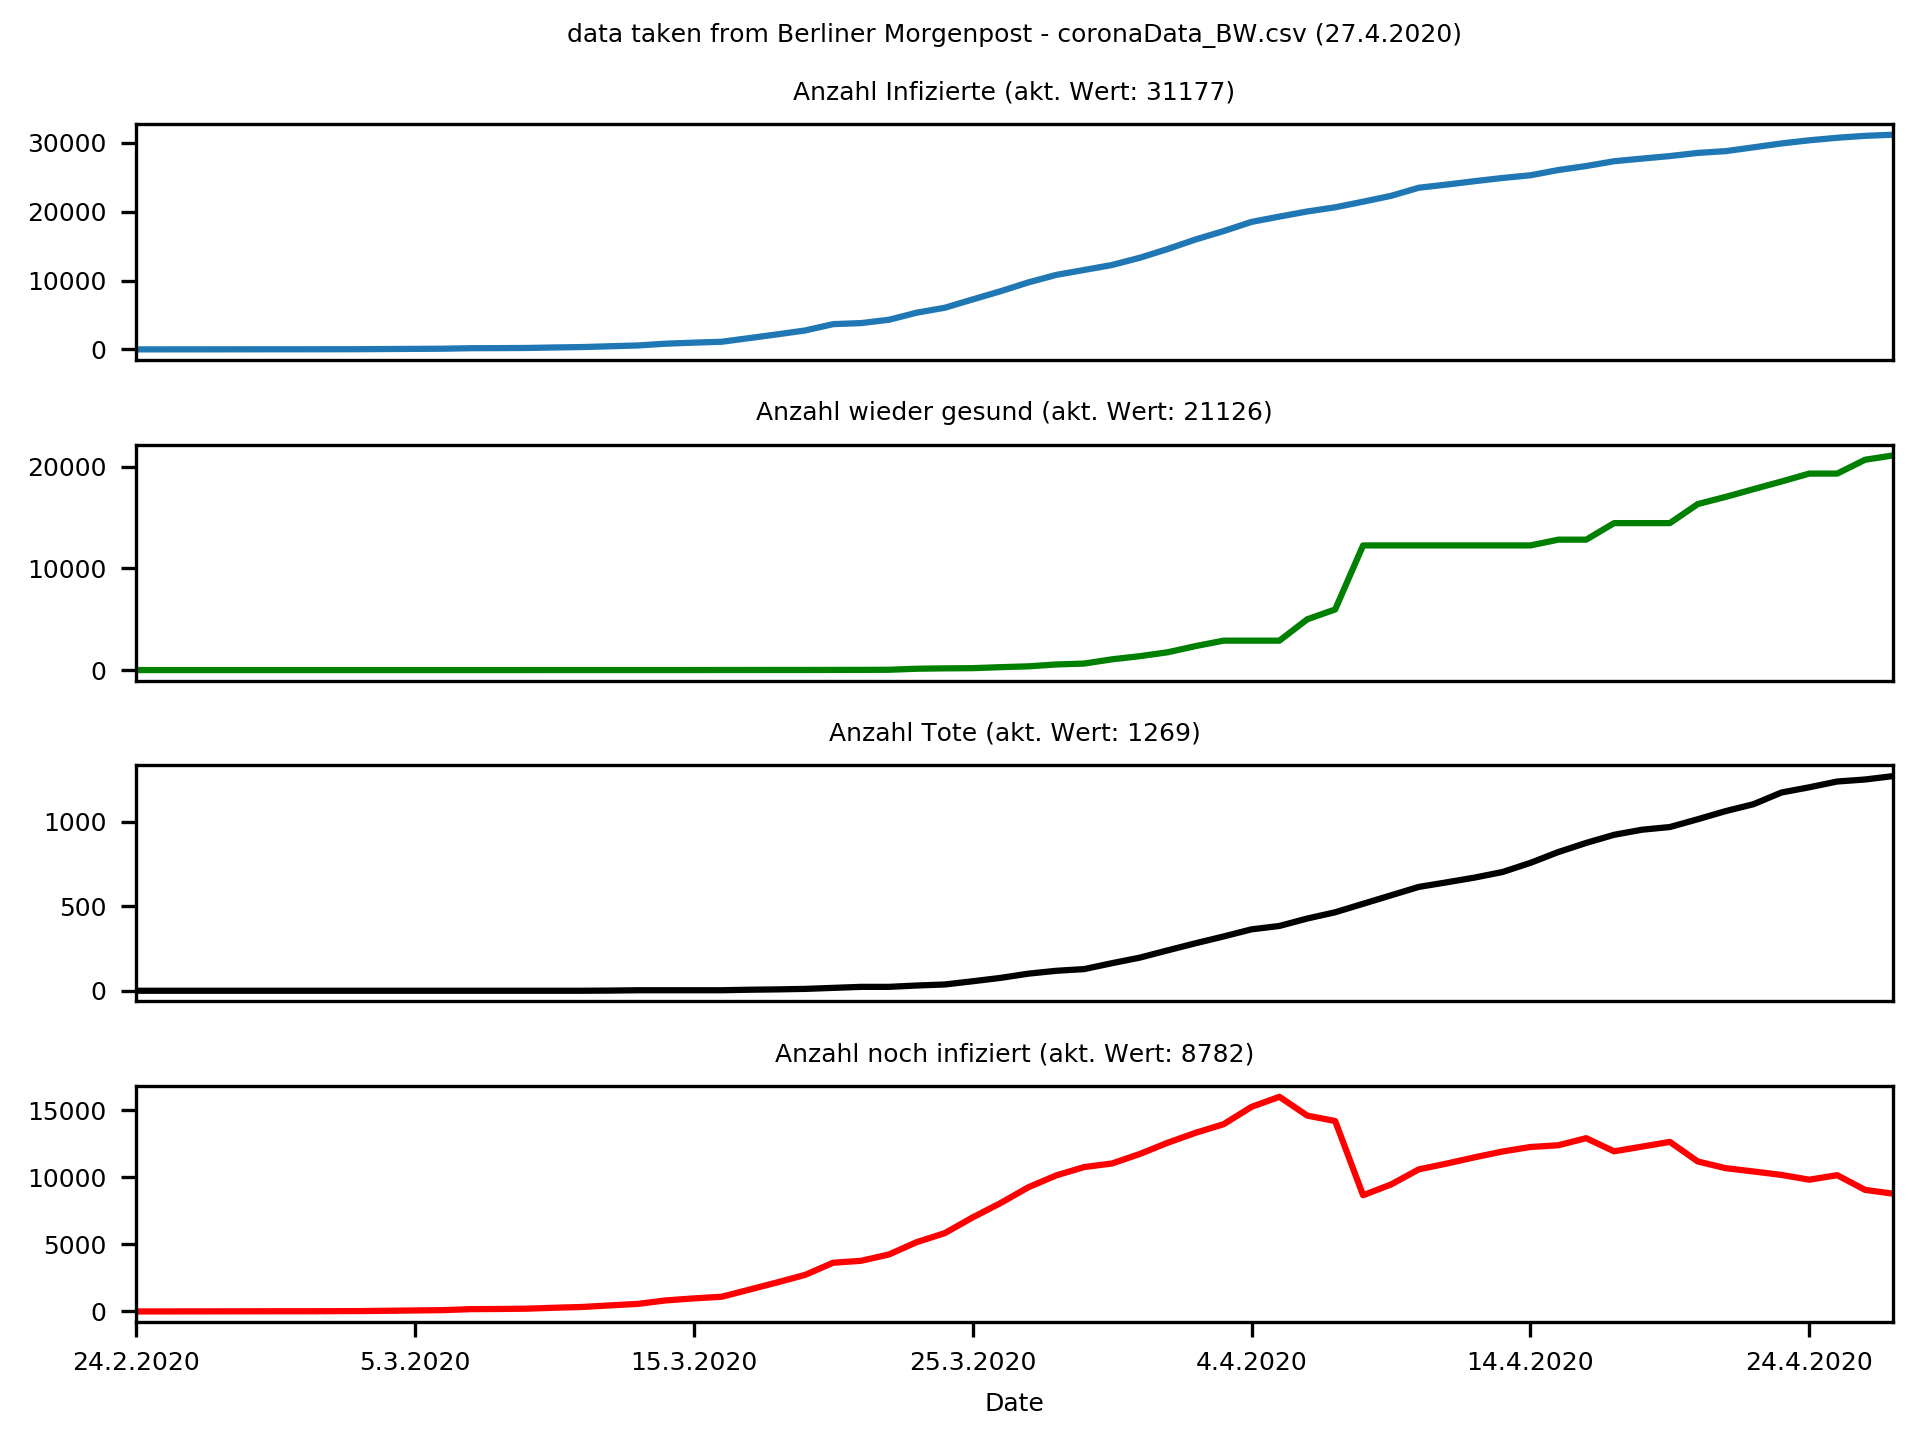 data taken from Berliner Morgenpost - coronaData_BW.csv (27.4.2020)
Anzahl Infizierte (akt. Wert: 31177)
30000
20000
10000
0
Anzahl wieder gesund (akt. Wert: 21126)
20000
10000
0
Anzahl Tote (akt. Wert: 1269)
1000
500
0
Anzahl noch infiziert (akt. Wert: 8782)
15000
10000
5000
0
24.2.2020 5.3.2020 15.3.2020 25.3.2020 4.4.2020 14.4.2020 24.4.2020
Date